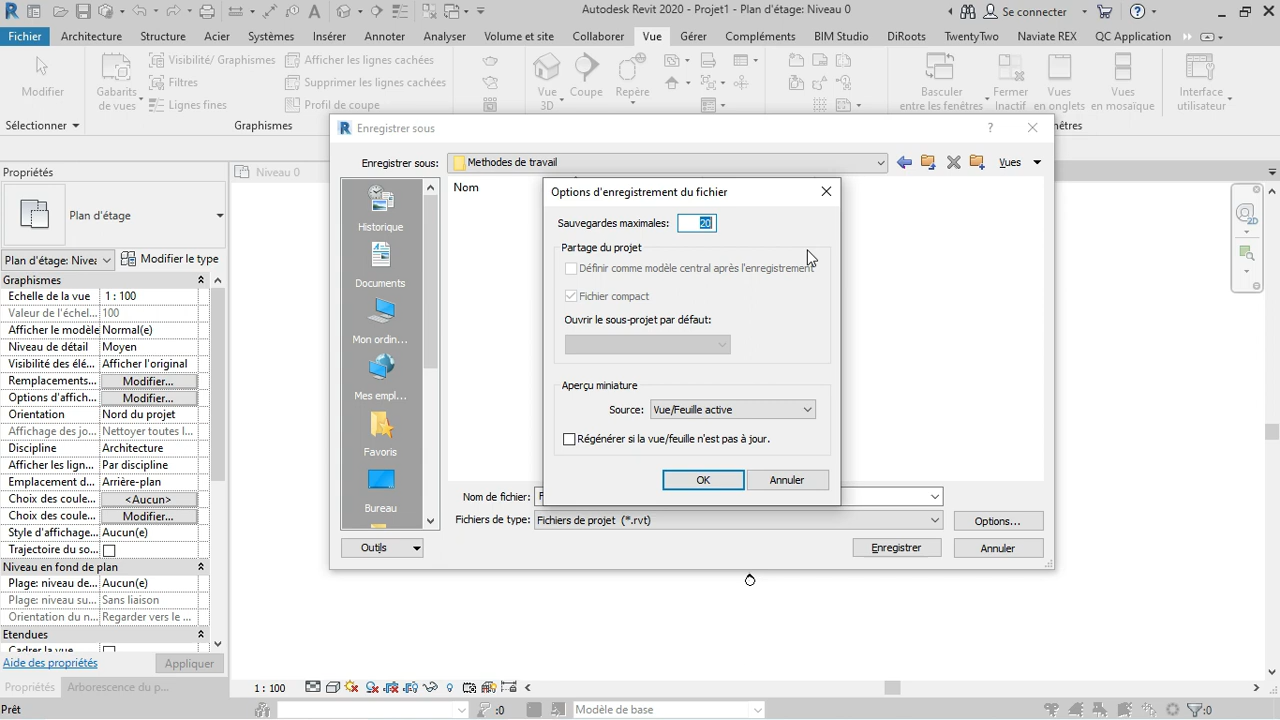 Autodesk Revit 2020 - Projet1 - Plan d'étage: Niveau 0
Se connecter
Fichier Architecture Structure Acier Systèmes Insérer Annoter Analyser Volume et site Collaborer Vue Gérer Compléments BIM Studio DiRoots TwentyTwo Naviate REX QC Application
Modifier
Gabarits
de vues
Visibilité/ Graphismes
Filtres
Lignes fines
Afficher les lignes cachées
Supprimer les lignes cachées
Profil de coupe
Vue
3D
Coupe
Repère
Basculer
entre les fenêtres
Fermer
Inactif
Vues
en onglets
Vues
en mosaïque
Interface
utilisateur
Sélectionner
Graphismes
Niveau 0
Propriétés
Plan d'étage
Modifier le type
Graphismes
Echelle de la vue 1 : 100
Valeur de l'échel... 100
Afficher le modèle Normal(e)
Niveau de détail Moyen
Visibilité des élé... Afficher l'original
Remplacements... Modifier...
Options d'affich... Modifier...
Orientation Nord du projet
Affichage des jo... Nettoyer toutes l...
Discipline Architecture
Afficher les lign... Par discipline
Emplacement d... Arrière-plan
Choix des coule... <Aucun>
Choix des coule... Modifier...
Style d'affichage... Aucun(e)
Trajectoire du so...
Niveau en fond de plan
Plage: niveau de... Aucun(e)
Plage: niveau su... Sans liaison
Orientation du n... Regarder vers le ...
Etendues
Aide des propriétés
Appliquer
Propriétés
Arborescence du p...
Enregistrer sous
?
Enregistrer sous: Methodes de travail
Vues
Nom
Historique
Documents
Mon ordin...
Mes empl...
Favoris
Bureau
Options d'enregistrement du fichier
Sauvegardes maximales: 20
Partage du projet
Définir comme modèle central après l'enregistrement
Fichier compact
Ouvrir le sous-projet par défaut:
Aperçu miniature
Source: Vue/Feuille active
Régénérer si la vue/feuille n'est pas à jour.
OK
Annuler
Nom de fichier:
Fichiers de type: Fichiers de projet (*.rvt)
Options...
Outils
Enregistrer
Annuler
2D
1 : 100
Prêt
:0
Modèle de base
:0